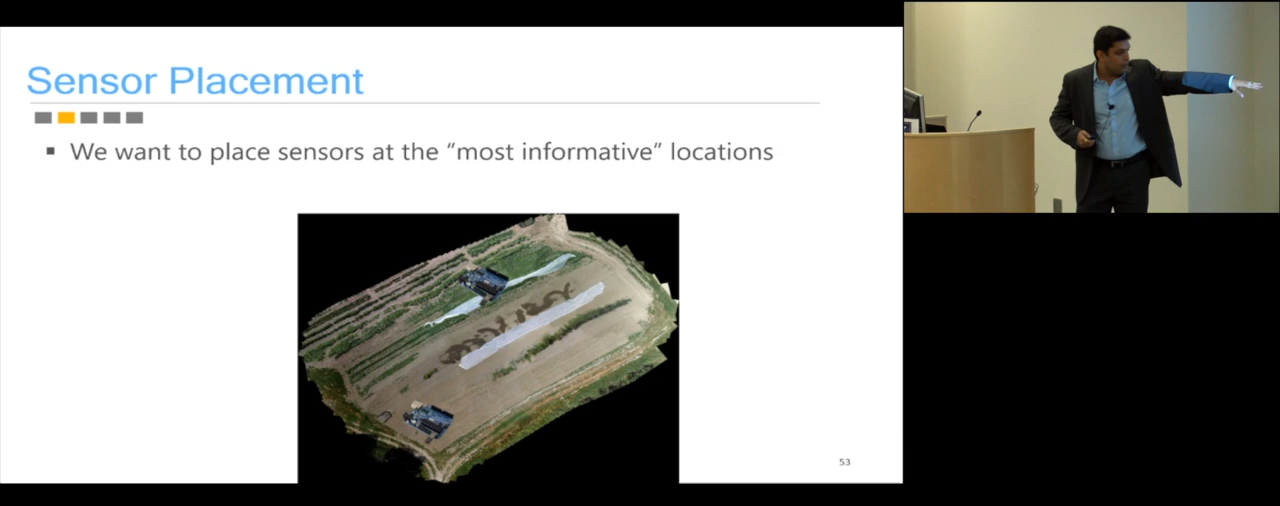 Sensor Placement
We want to place sensors at the “most informative” locations
53